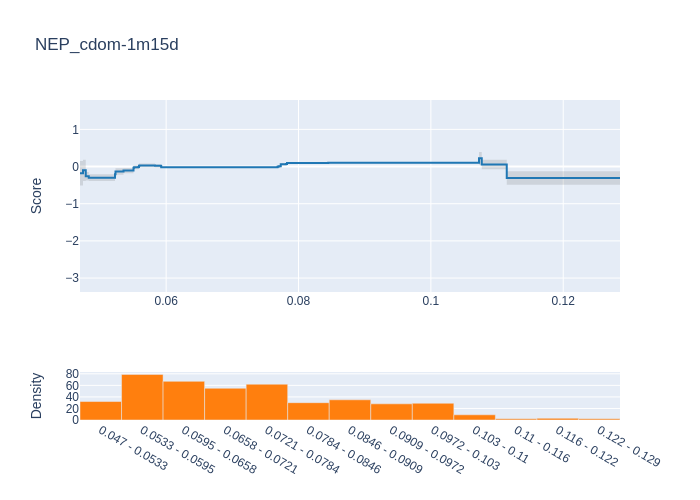 NEP_cdom-1m15d
Score
1
0
−1
−2
−3
0.06
0.08
0.1
0.12
Density
80
60
40
20
0
0.047 - 0.0533
0.0533 - 0.0595
0.0595 - 0.0658
0.0658 - 0.0721
0.0721 - 0.0784
0.0784 - 0.0846
0.0846 - 0.0909
0.0909 - 0.0972
0.0972 - 0.103
0.103 - 0.11
0.11 - 0.116
0.116 - 0.122
0.122 - 0.129